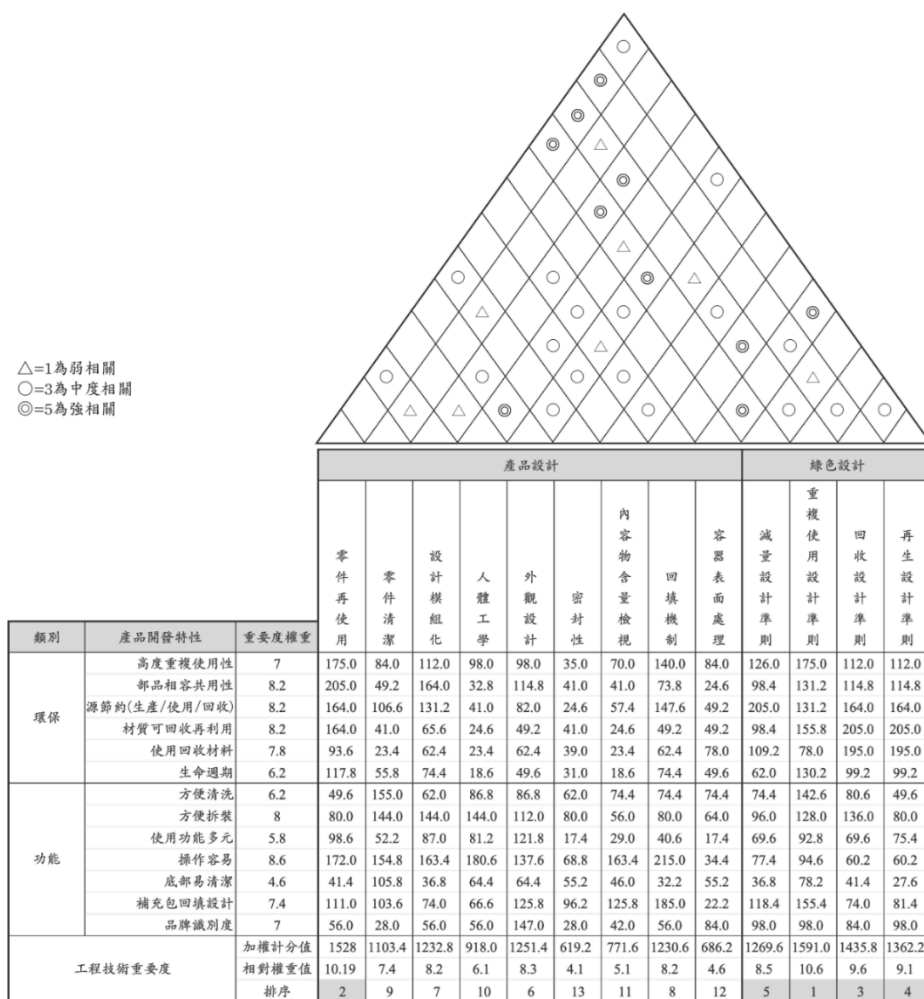 △=1為弱相關
○=3為中度相關
◎=5為強相關
產品設計 綠色設計
零件再使用 零件清潔 設計模組化 人體工學 外觀設計 密封性 內容物含量檢視 回填機制 容器表面處理 減量設計準則 重複使用設計準則 回收設計準則 再生設計準則
類別 產品開發特性 重要度權重
環保
高度重複使用性 7 175.0 84.0 112.0 98.0 98.0 35.0 70.0 140.0 84.0 126.0 175.0 112.0 112.0
部品相容共用性 8.2 205.0 49.2 164.0 32.8 114.8 41.0 41.0 73.8 24.6 98.4 131.2 114.8 114.8
源節約(生產/使用/回收) 8.2 164.0 106.6 131.2 41.0 82.0 24.6 57.4 147.6 49.2 205.0 131.2 164.0 164.0
材質可回收再利用 8.2 164.0 41.0 65.6 24.6 49.2 41.0 24.6 49.2 49.2 98.4 155.8 205.0 205.0
使用回收材料 7.8 93.6 23.4 62.4 23.4 62.4 39.0 23.4 62.4 78.0 109.2 78.0 195.0 195.0
生命週期 6.2 117.8 55.8 74.4 18.6 49.6 31.0 18.6 74.4 49.6 62.0 130.2 99.2 99.2
功能
方便清洗 6.2 49.6 155.0 62.0 86.8 86.8 62.0 74.4 74.4 74.4 74.4 142.6 80.6 49.6
方便拆裝 8 80.0 144.0 144.0 144.0 112.0 80.0 56.0 80.0 64.0 96.0 128.0 136.0 80.0
使用功能多元 5.8 98.6 52.2 87.0 81.2 121.8 17.4 29.0 40.6 17.4 69.6 92.8 69.6 75.4
操作容易 8.6 172.0 154.8 163.4 180.6 137.6 68.8 163.4 215.0 34.4 77.4 94.6 60.2 60.2
底部易清潔 4.6 41.4 105.8 36.8 64.4 64.4 55.2 46.0 32.2 55.2 36.8 78.2 41.4 27.6
補充包回填設計 7.4 111.0 103.6 74.0 66.6 125.8 96.2 125.8 185.0 22.2 118.4 155.4 74.0 81.4
品牌識別度 7 56.0 28.0 56.0 56.0 147.0 28.0 42.0 56.0 84.0 98.0 98.0 84.0 98.0
工程技術重要度
加權計分值 1528 1103.4 1232.8 918.0 1251.4 619.2 771.6 1230.6 686.2 1269.6 1591.0 1435.8 1362.2
相對權重值 10.19 7.4 8.2 6.1 8.3 4.1 5.1 8.2 4.6 8.5 10.6 9.6 9.1
排序 2 9 7 10 6 13 11 8 12 5 1 3 4